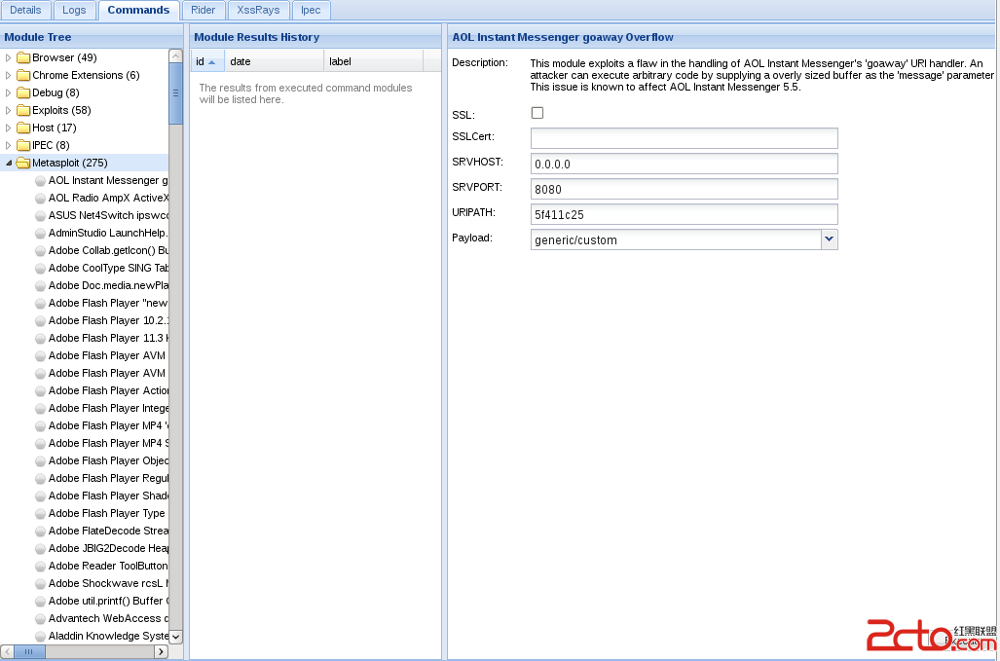 Details Logs Commands Rider XssRays Ipec
Module Tree
Browser (49)
Chrome Extensions (6)
Debug (8)
Exploits (58)
Host (17)
IPEC (8)
Metasploit (275)
AOL Instant Messenger g
AOL Radio AmpX ActiveX
ASUS Net4Switch ipswcc
AdminStudio LaunchHelp.
Adobe Collab.getIcon() Bu
Adobe CoolType SING Tab
Adobe Doc.media.newPla
Adobe Flash Player "new
Adobe Flash Player 10.2.1
Adobe Flash Player 11.3 K
Adobe Flash Player AVM
Adobe Flash Player AVM
Adobe Flash Player Action
Adobe Flash Player Intege
Adobe Flash Player MP4 'c
Adobe Flash Player MP4 S
Adobe Flash Player Objec
Adobe Flash Player Regul
Adobe Flash Player Shade
Adobe Flash Player Type
Adobe FlateDecode Strea
Adobe JBIG2Decode Heap
Adobe Reader ToolButton
Adobe Shockwave rcsL M
Adobe util.printf() Buffer O
Advantech WebAccess d
Aladdin Knowledge Syste
Module Results History
id date label
The results from executed command modules
will be listed here.
AOL Instant Messenger goaway Overflow
Description: This module exploits a flaw in the handling of AOL Instant Messenger's 'goaway' URI handler. An
attacker can execute arbitrary code by supplying a overly sized buffer as the 'message' parameter
This issue is known to affect AOL Instant Messenger 5.5.
SSL:
SSLCert:
SRVHOST: 0.0.0.0
SRVPORT: 8080
URIPATH: 5f411c25
Payload: generic/custom
2cto.com
红黑联盟